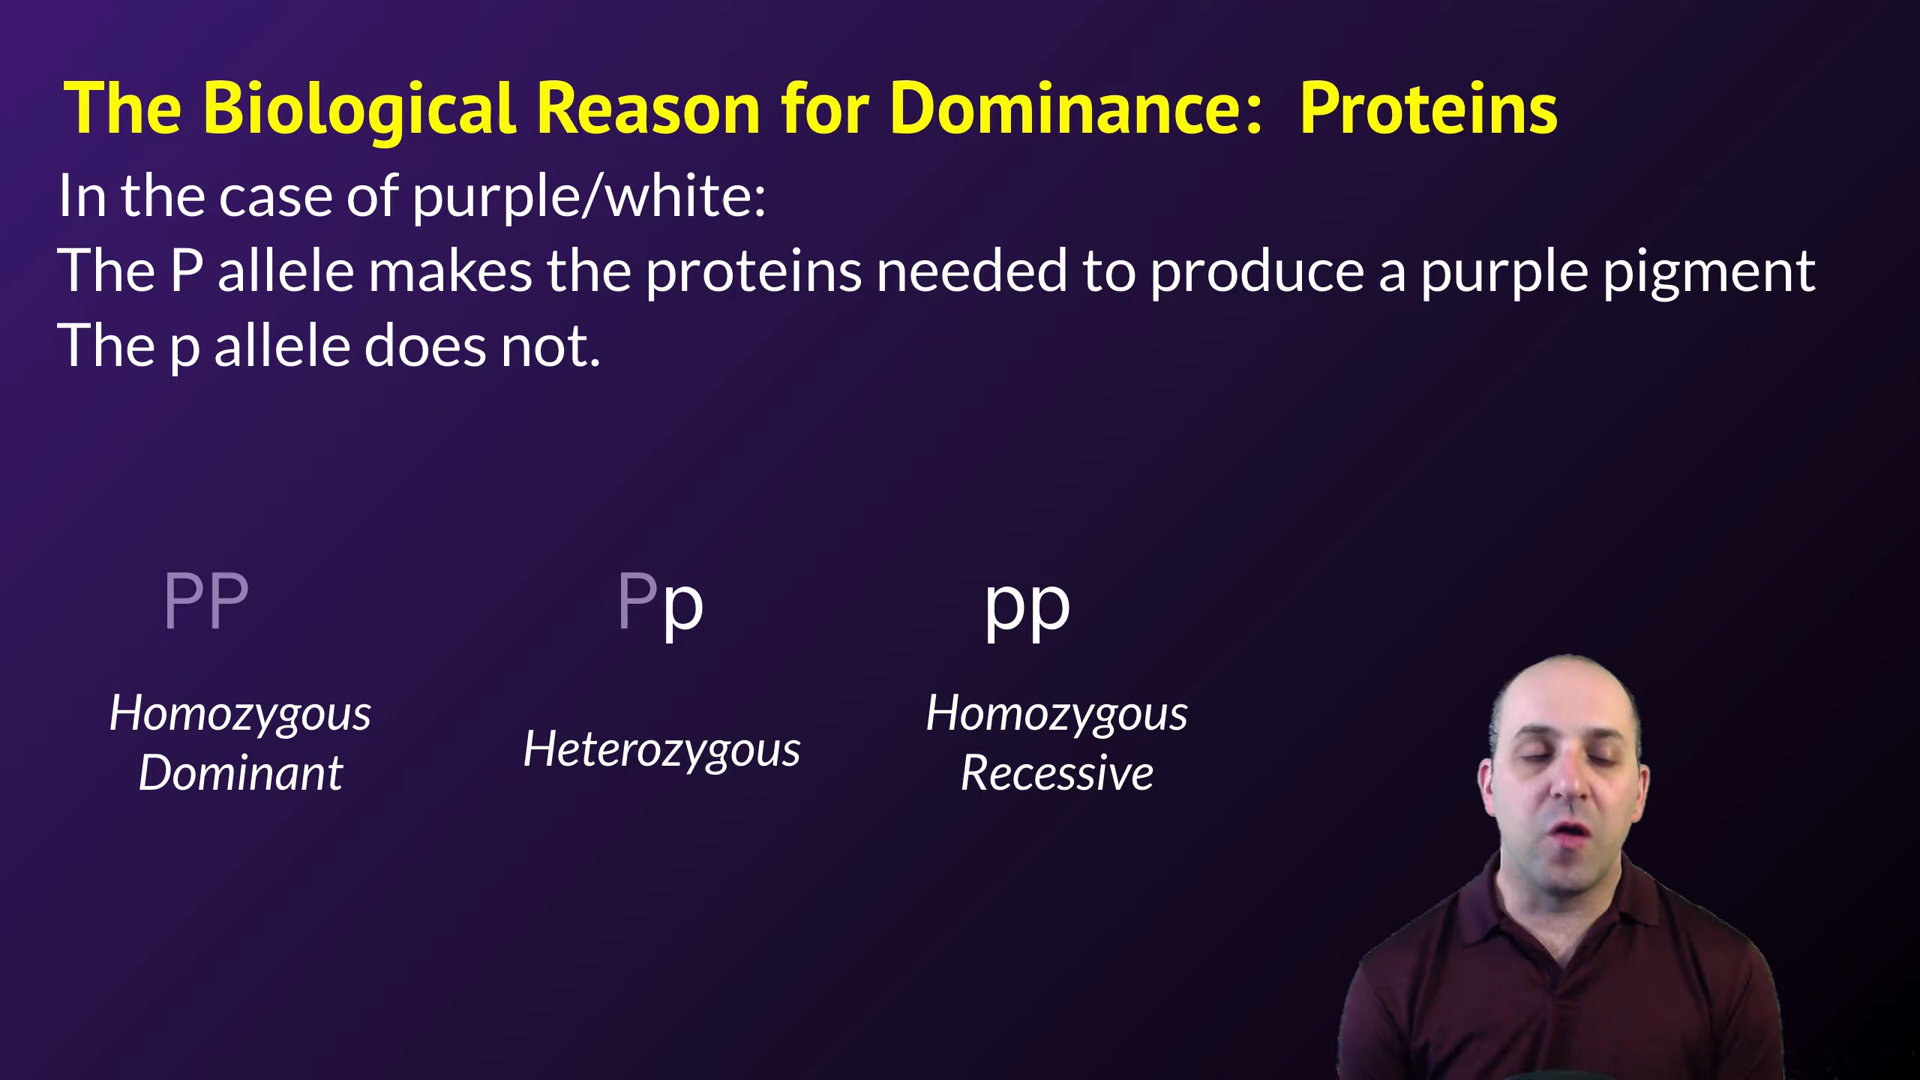 The Biological Reason for Dominance:  Proteins
In the case of purple/white:
The P allele makes the proteins needed to produce a purple pigment
The p allele does not.
PP
Pp
pp
Homozygous
Dominant
Heterozygous
Homozygous
Recessive